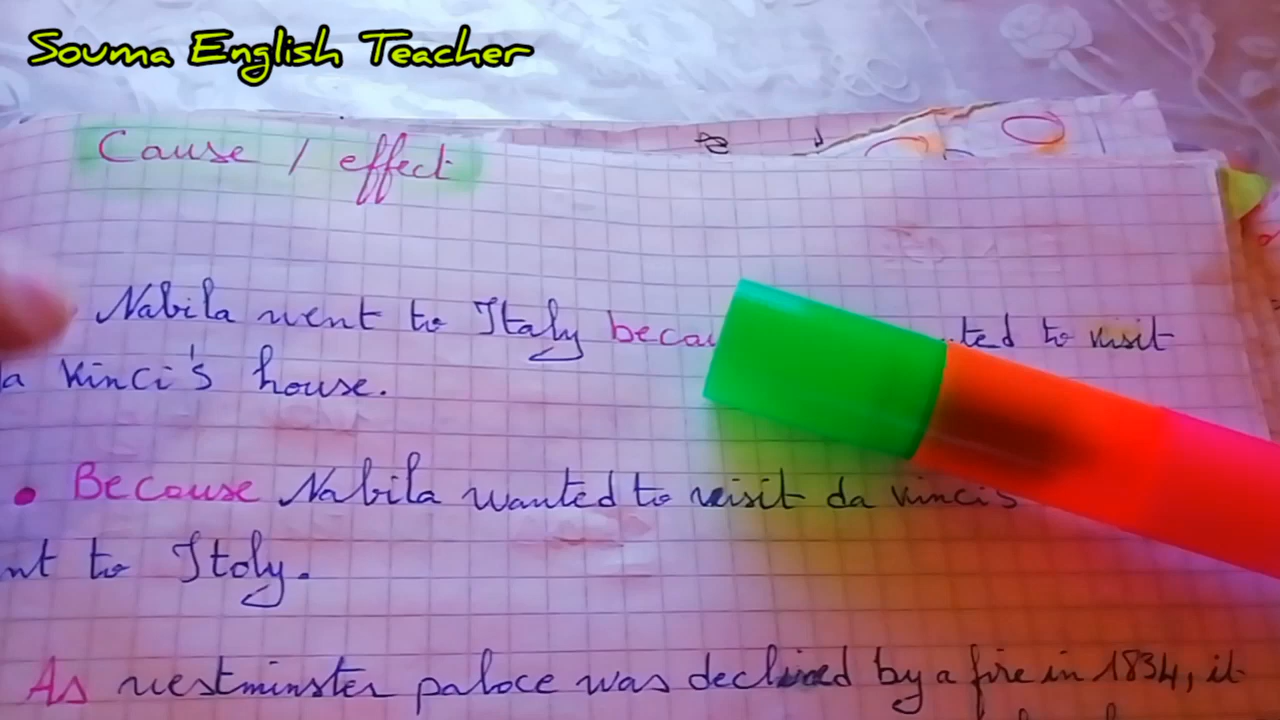 Souma English Teacher
Cause / effect
Nabila went to Italy becau ted to visit
a Vinci's house.
• Because Nabila wanted to visit da Vinci's
nt to Italy.
As westminster palace was by a fire in 1834, it